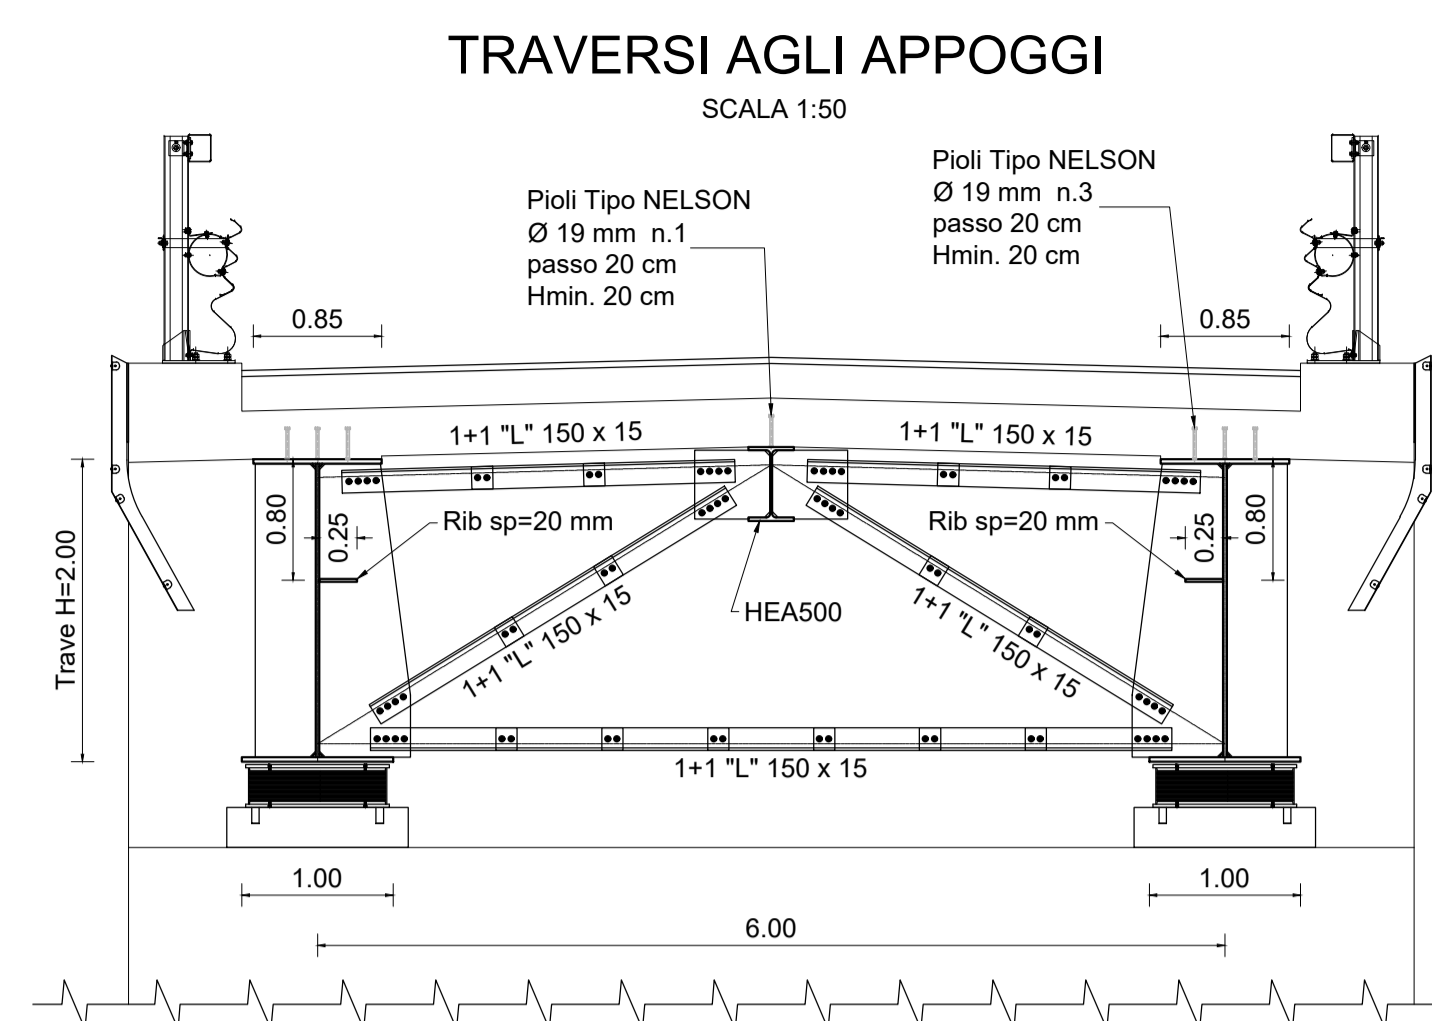 TRAVERSI AGLI APPOGGI
SCALA 1:50
Pioli Tipo NELSON
Ø 19 mm  n.1
passo 20 cm
Hmin. 20 cm
Pioli Tipo NELSON
Ø 19 mm  n.3
passo 20 cm
Hmin. 20 cm
0.85
0.85
1+1 "L" 150 x 15
1+1 "L" 150 x 15
Trave H=2.00
0.80
0.25
Rib sp=20 mm
Rib sp=20 mm
0.25
0.80
HEA500
1+1 "L" 150 x 15
1+1 "L" 150 x 15
1+1 "L" 150 x 15
1.00
1.00
6.00